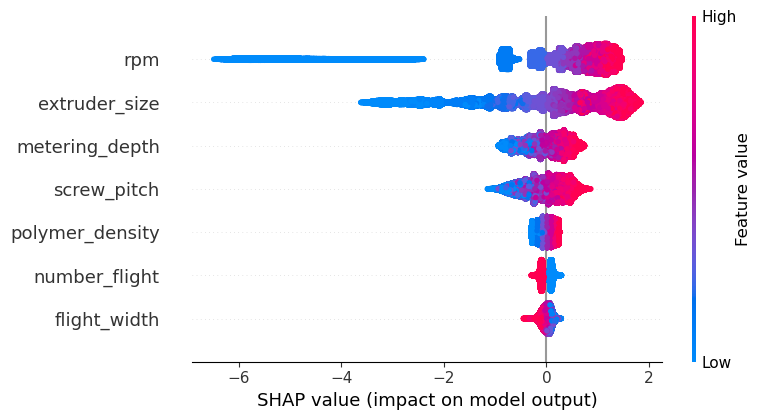 High
rpm
extruder_size
metering_depth
screw_pitch
polymer_density
number_flight
flight_width
Feature value
Low
−6 −4 −2 0 2
SHAP value (impact on model output)